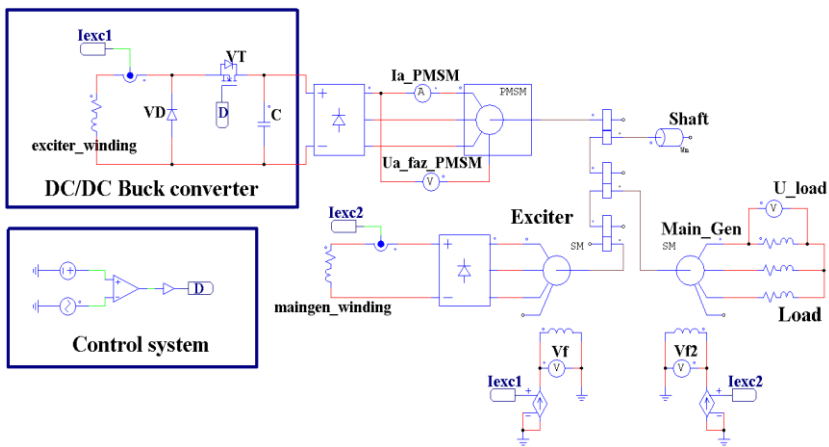 Iexc1
VT
Ia_PMSM
A
PMSM
VD
D
C
exciter_winding
Shaft
Wm
Ua_faz_PMSM
V
DC/DC Buck converter
U_load
V
Iexc2
Exciter
Main_Gen
SM
SM
maingen_winding
D
Load
Control system
Vf
V
Vf2
V
Iexc1
Iexc2